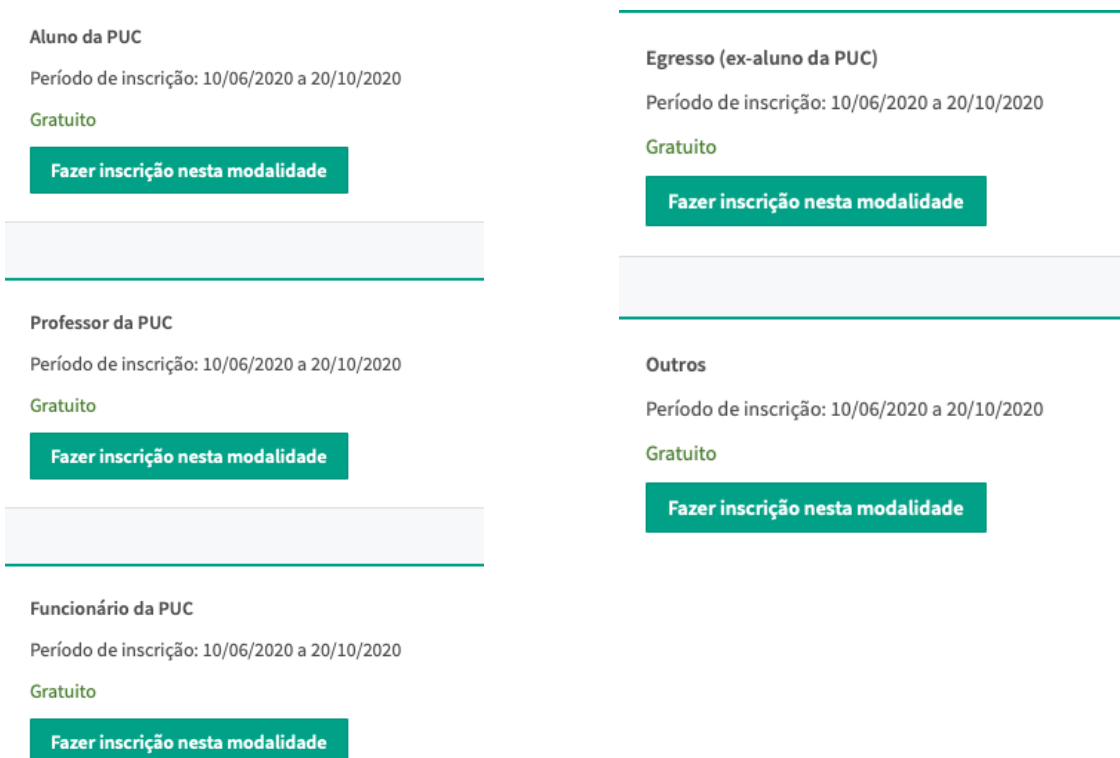 Aluno da PUC
Período de inscrição: 10/06/2020 a 20/10/2020
Gratuito
Fazer inscrição nesta modalidade
Professor da PUC
Período de inscrição: 10/06/2020 a 20/10/2020
Gratuito
Fazer inscrição nesta modalidade
Funcionário da PUC
Período de inscrição: 10/06/2020 a 20/10/2020
Gratuito
Fazer inscrição nesta modalidade
Egresso (ex-aluno da PUC)
Período de inscrição: 10/06/2020 a 20/10/2020
Gratuito
Fazer inscrição nesta modalidade
Outros
Período de inscrição: 10/06/2020 a 20/10/2020
Gratuito
Fazer inscrição nesta modalidade